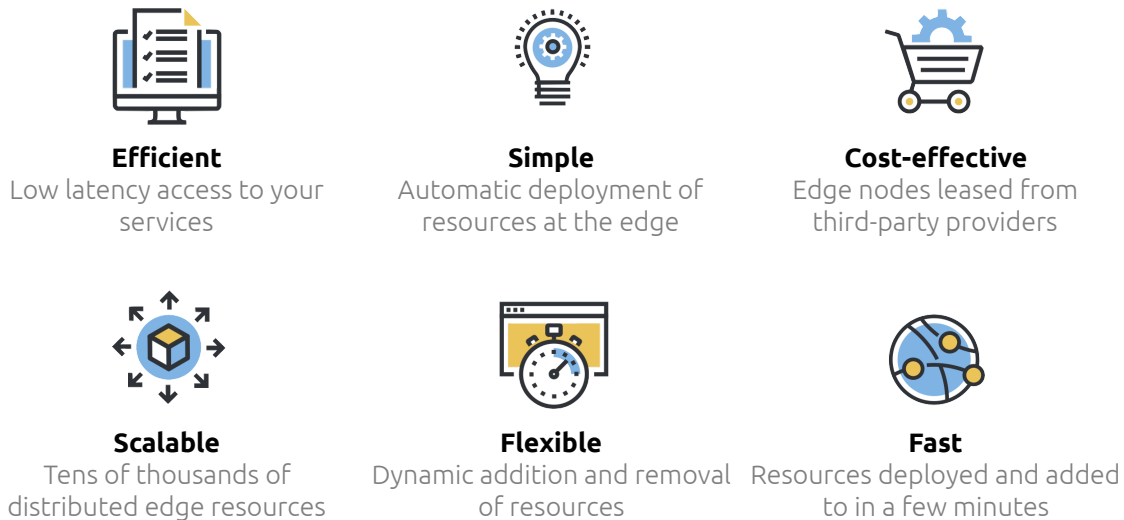 Efficient
Low latency access to your
services
Simple
Automatic deployment of
resources at the edge
Cost-effective
Edge nodes leased from
third-party providers
Scalable
Tens of thousands of
distributed edge resources
Flexible
Dynamic addition and removal
of resources
Fast
Resources deployed and added
to in a few minutes